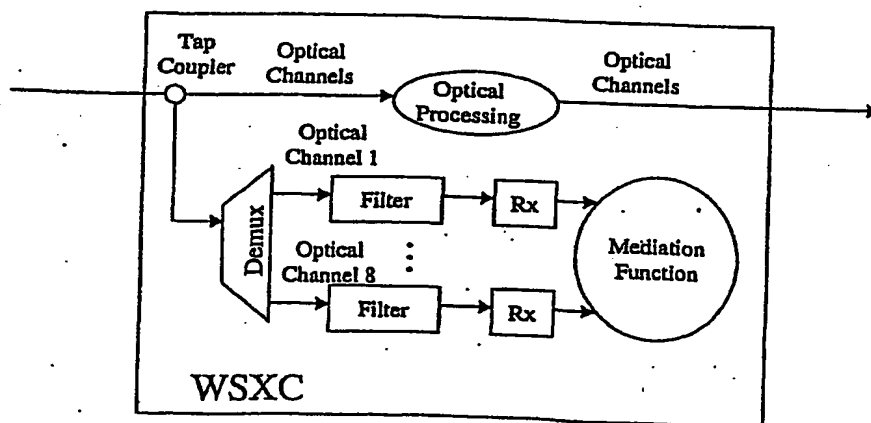 Tap
Coupler
Optical
Channels
Optical
Processing
Optical
Channels
Optical
Channel 1
Demux
Filter
Rx
Optical
Channel 8
Filter
Rx
Mediation
Function
WSXC